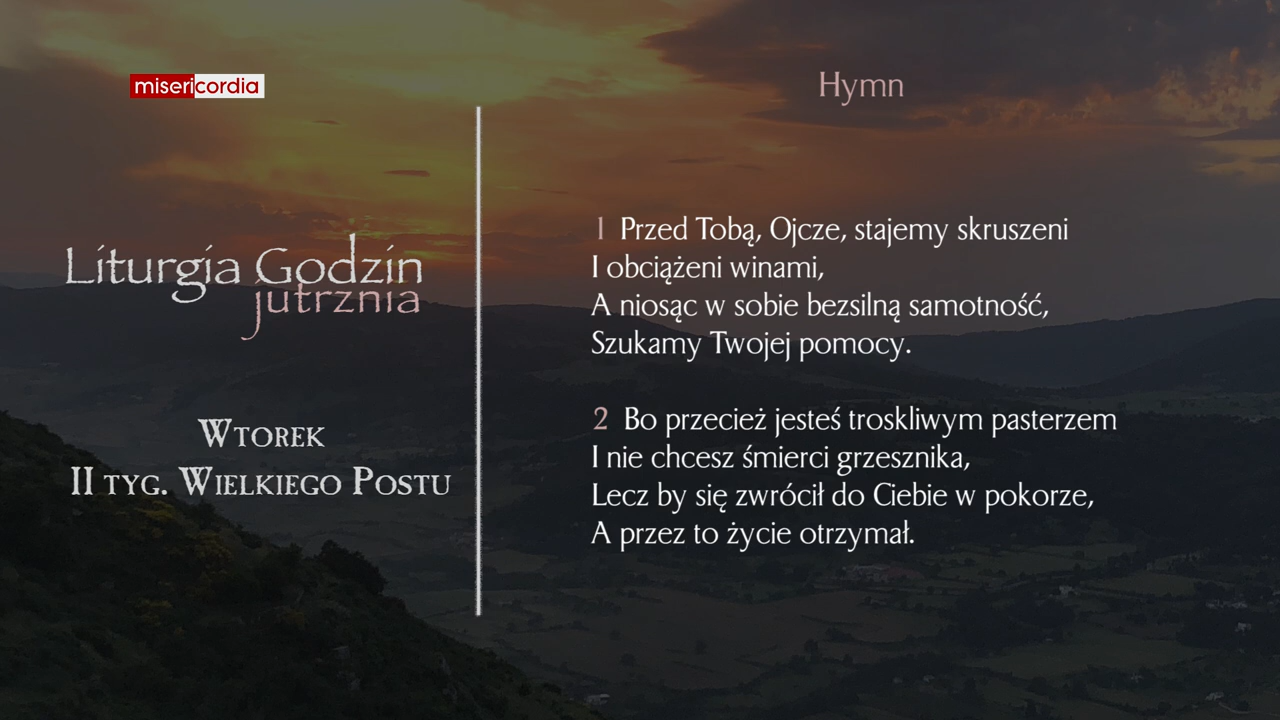 misericordia
Liturgia Godzin
jutrznia
Wtorek
II tyg. Wielkiego Postu
Hymn
1 Przed Tobą, Ojcze, stajemy skruszeni
I obciążeni winami,
A niosąc w sobie bezsilną samotność,
Szukamy Twojej pomocy.
2 Bo przecież jesteś troskliwym pasterzem
I nie chcesz śmierci grzesznika,
Lecz by się zwrócił do Ciebie w pokorze,
A przez to życie otrzymał.